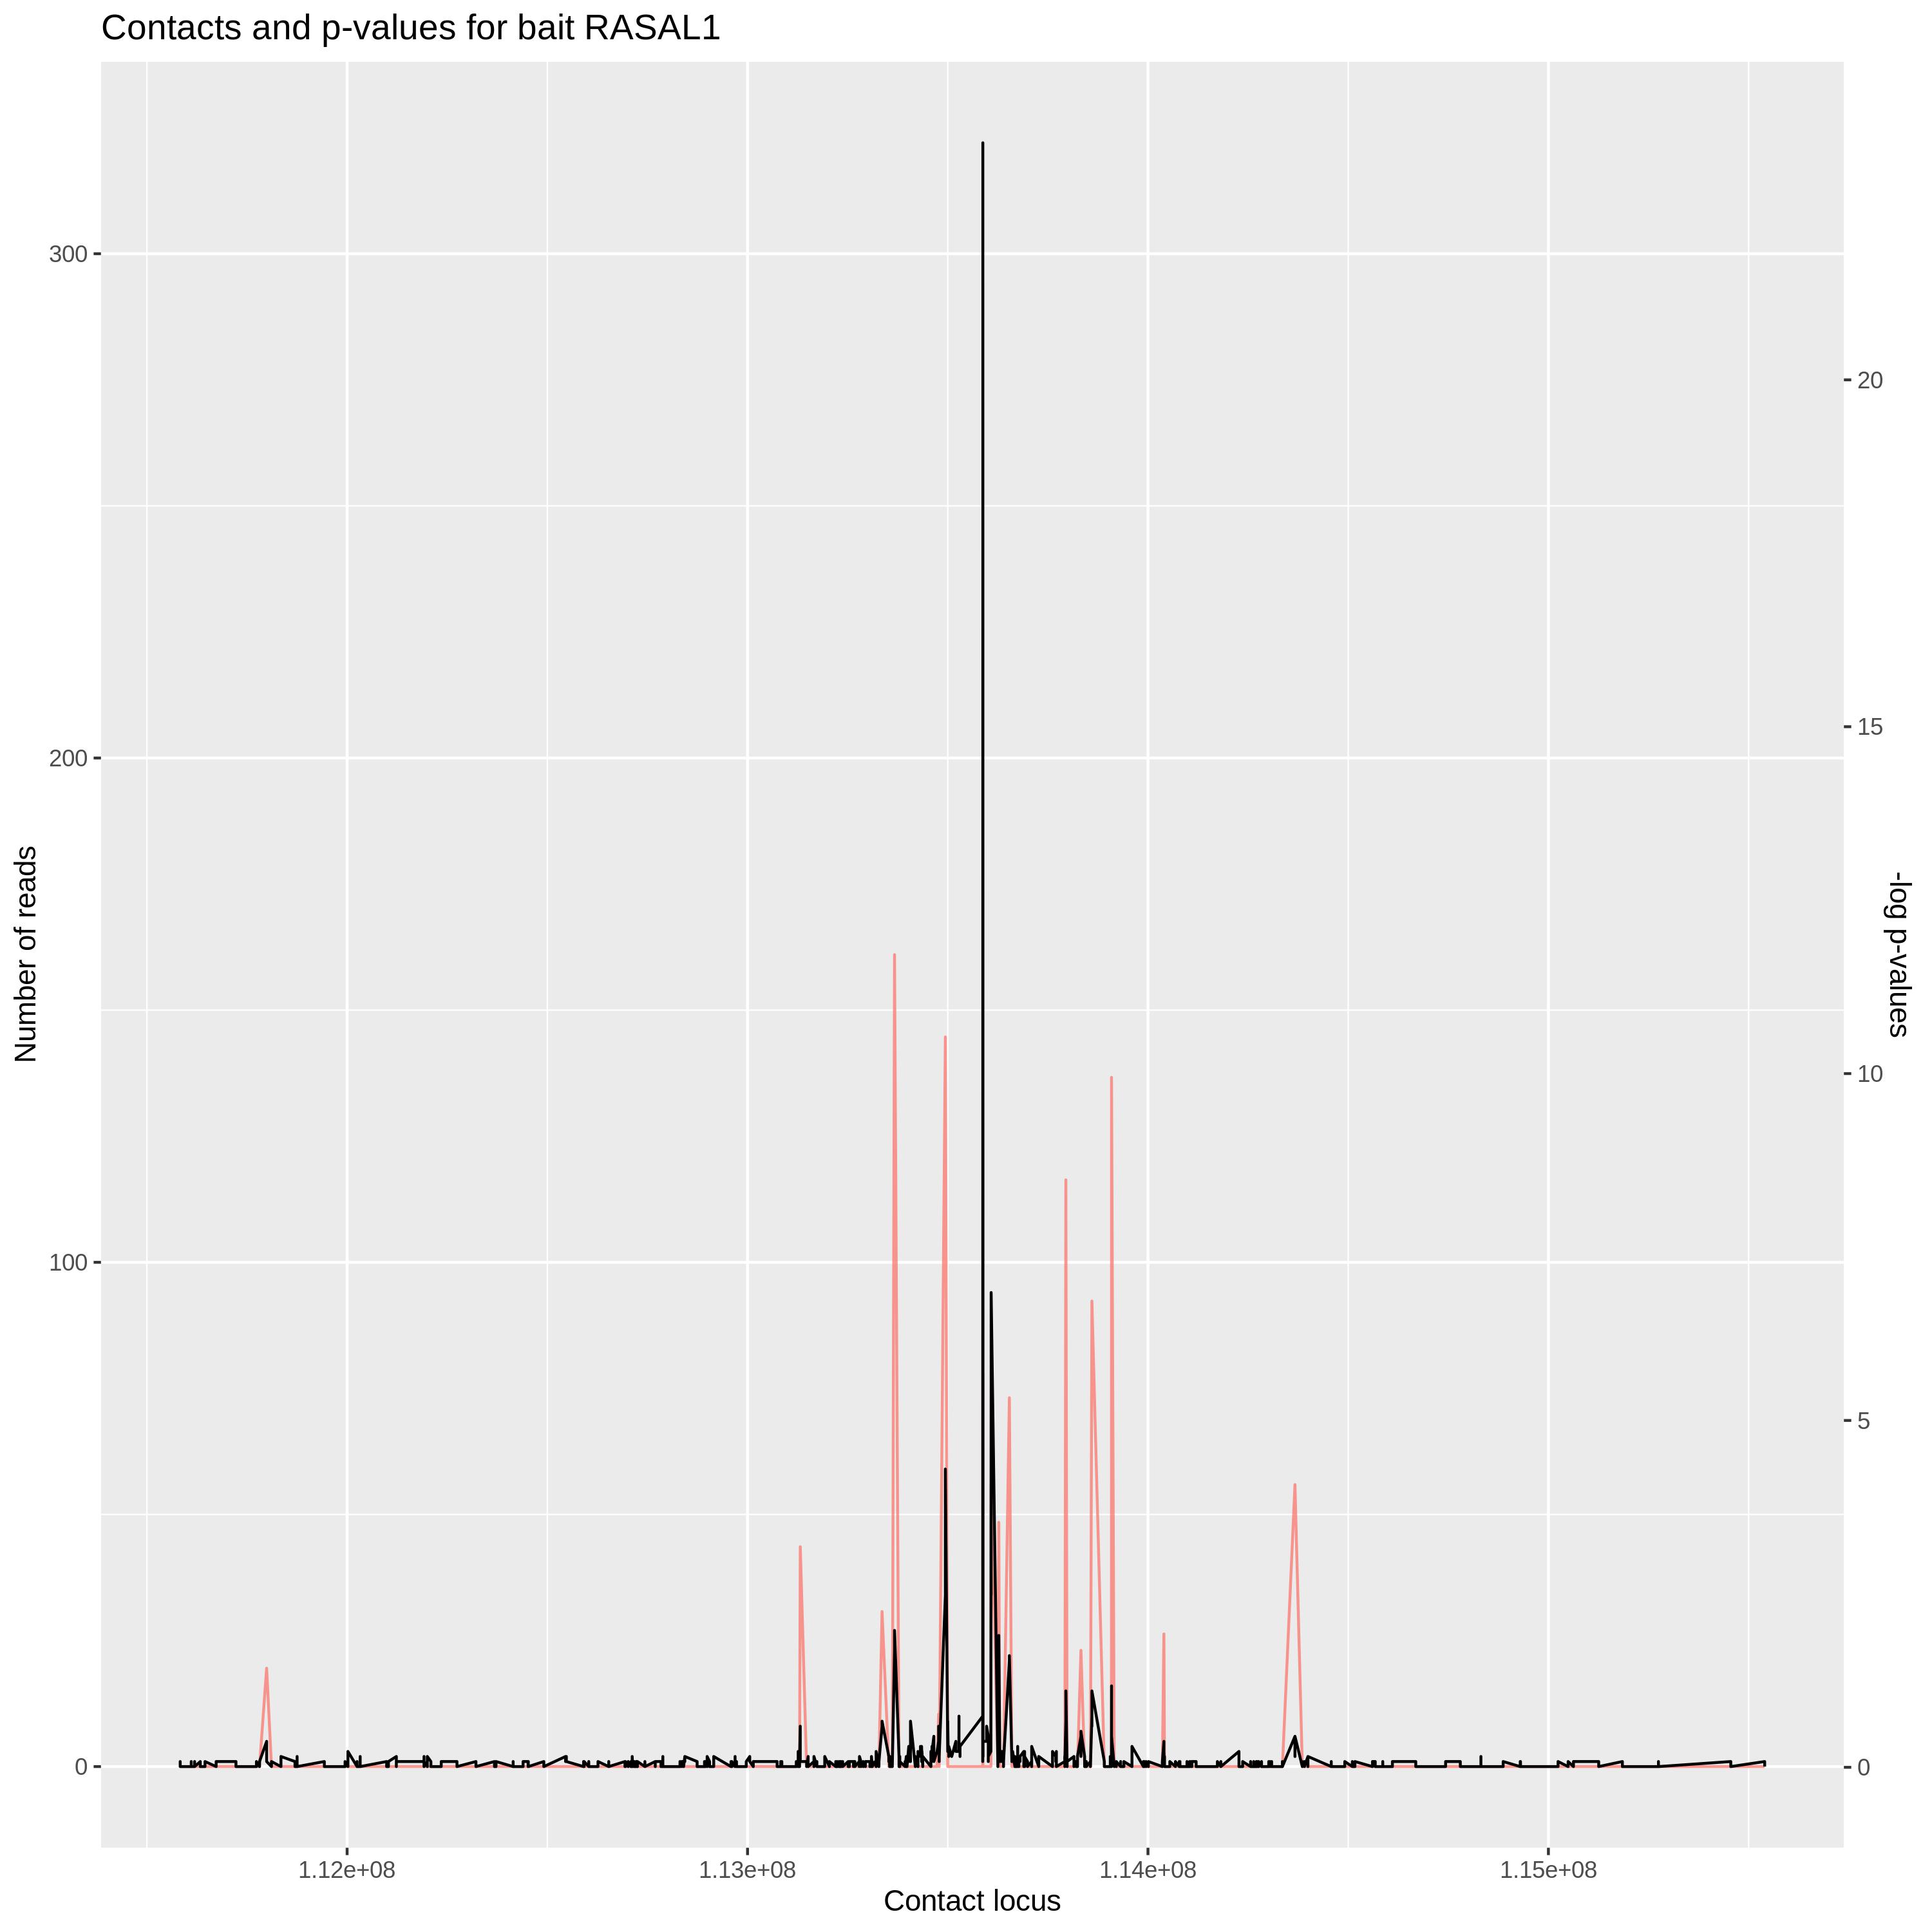 Contacts and p-values for bait RASAL1
300
200
100
0
Number of reads
20
15
10
5
0
-log p-values
1.12e+08
1.13e+08
1.14e+08
1.15e+08
Contact locus